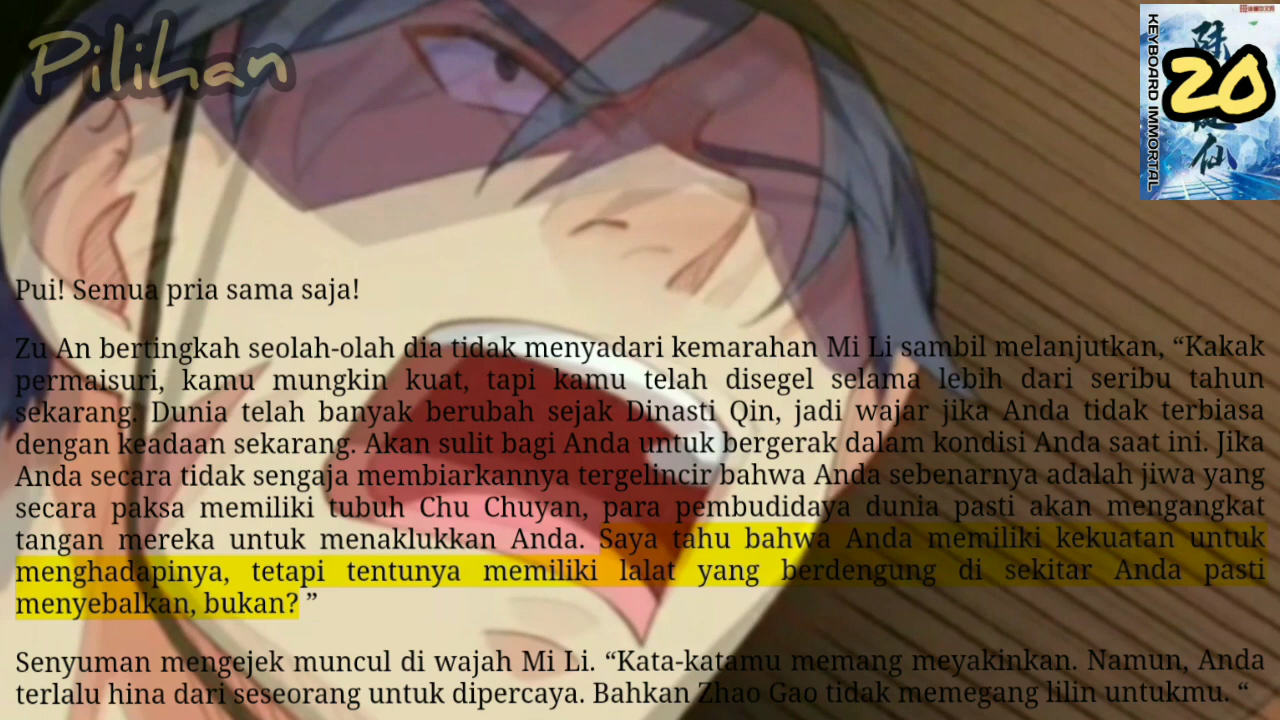 Pilihan
KEYBOARD IMMORTAL
20
仙
Pui! Semua pria sama saja!
Zu An bertingkah seolah-olah dia tidak menyadari kemarahan Mi Li sambil melanjutkan, “Kakak
permaisuri, kamu mungkin kuat, tapi kamu telah disegel selama lebih dari seribu tahun
sekarang. Dunia telah banyak berubah sejak Dinasti Qin, jadi wajar jika Anda tidak terbiasa
dengan keadaan sekarang. Akan sulit bagi Anda untuk bergerak dalam kondisi Anda saat ini. Jika
Anda secara tidak sengaja membiarkannya tergelincir bahwa Anda sebenarnya adalah jiwa yang
secara paksa memiliki tubuh Chu Chuyan, para pembudidaya dunia pasti akan mengangkat
tangan mereka untuk menaklukkan Anda. Saya tahu bahwa Anda memiliki kekuatan untuk
menghadapinya, tetapi tentunya memiliki lalat yang berdengung di sekitar Anda pasti
menyebalkan, bukan? ”
Senyuman mengejek muncul di wajah Mi Li. “Kata-katamu memang meyakinkan. Namun, Anda
terlalu hina dari seseorang untuk dipercaya. Bahkan Zhao Gao tidak memegang lilin untukmu. “